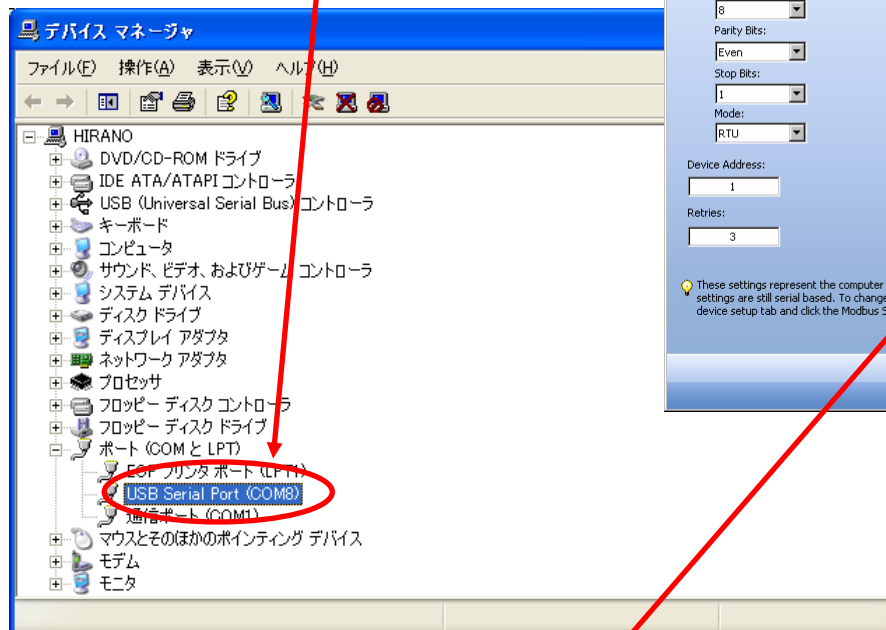 デバイス マネージャ
ファイル(F) 操作(A) 表示(V) ヘルプ(H)
HIRANO
DVD/CD-ROM ドライブ
IDE ATA/ATAPI コントローラ
USB (Universal Serial Bus) コントローラ
キーボード
コンピュータ
サウンド、ビデオ、およびゲーム コントローラ
システム デバイス
ディスク ドライブ
ディスプレイ アダプタ
ネットワーク アダプタ
プロセッサ
フロッピー ディスク コントローラ
フロッピー ディスク ドライブ
ポート (COM と LPT)
ECP プリンタ ポート (LPT1)
USB Serial Port (COM8)
通信ポート (COM1)
マウスとそのほかのポインティング デバイス
モデム
モニタ
8
Parity Bits:
Even
Stop Bits:
1
Mode:
RTU
Device Address:
1
Retries:
3
These settings represent the computer
settings are still serial based. To change
device setup tab and click the Modbus S